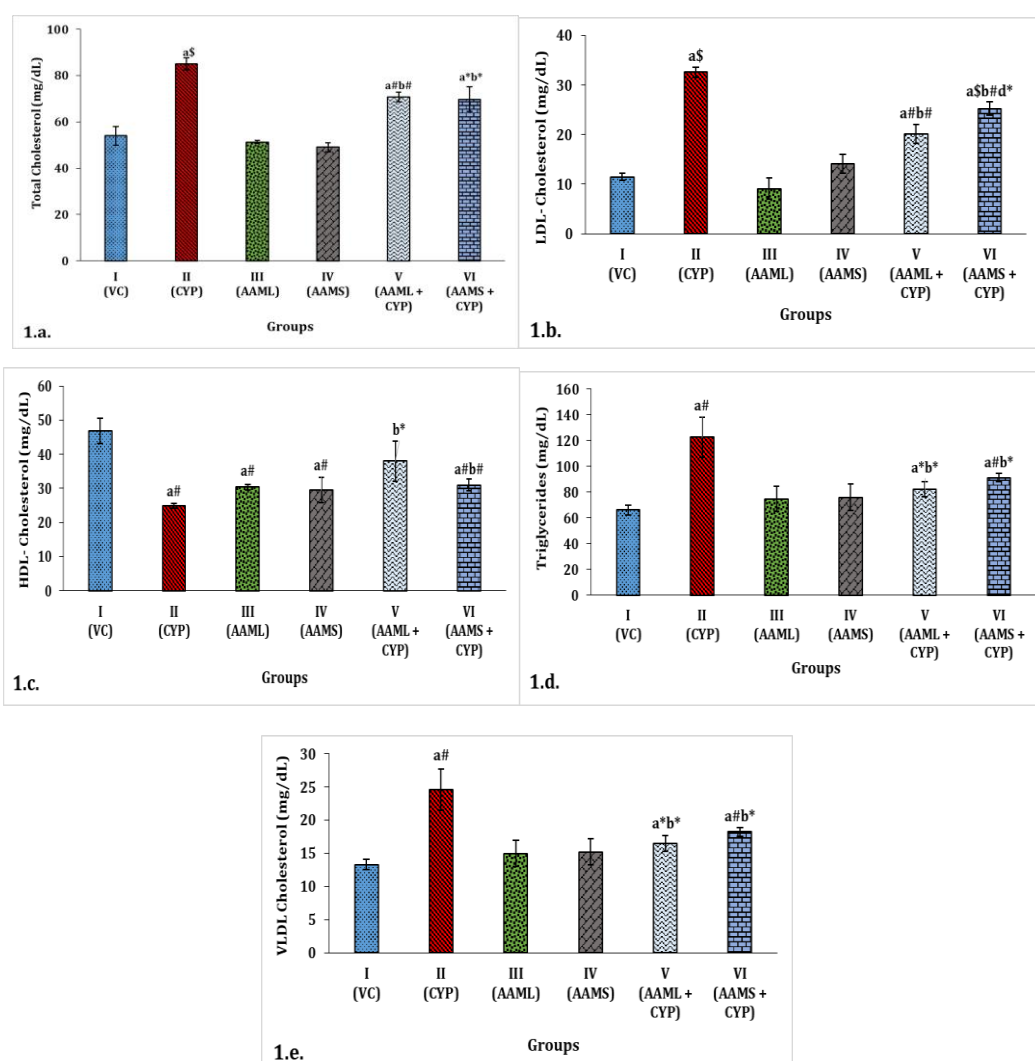 Total Cholesterol (mg/dL)
100
80
60
40
20
0
a$
a#b#
a*b*
I
(VC)
II
(CYP)
III
(AAML)
IV
(AAMS)
V
(AAML +
CYP)
VI
(AAMS +
CYP)
Groups
1.a.
LDL- Cholesterol (mg/dL)
40
30
20
10
0
a$
a#b#
a$b#d*
I
(VC)
II
(CYP)
III
(AAML)
IV
(AAMS)
V
(AAML +
CYP)
VI
(AAMS +
CYP)
Groups
1.b.
HDL- Cholesterol (mg/dL)
60
50
40
30
20
10
0
a#
a#
a#
b*
a#b#
I
(VC)
II
(CYP)
III
(AAML)
IV
(AAMS)
V
(AAML +
CYP)
VI
(AAMS +
CYP)
Groups
1.c.
Triglycerides (mg/dL)
160
140
120
100
80
60
40
20
0
a#
a*b*
a#b*
I
(VC)
II
(CYP)
III
(AAML)
IV
(AAMS)
V
(AAML +
CYP)
VI
(AAMS +
CYP)
Groups
1.d.
VLDL Cholesterol (mg/dL)
30
25
20
15
10
5
0
a#
a*b*
a#b*
I
(VC)
II
(CYP)
III
(AAML)
IV
(AAMS)
V
(AAML +
CYP)
VI
(AAMS +
CYP)
Groups
1.e.